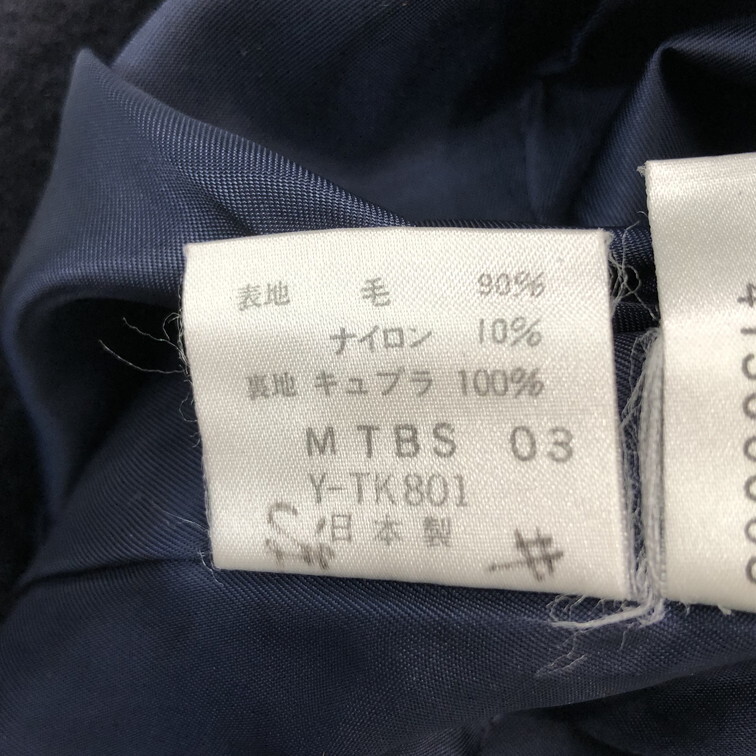 表地 毛 90%
ナイロン 10%
裏地 キュプラ 100%
MTBS 03
Y-TK801
日本製